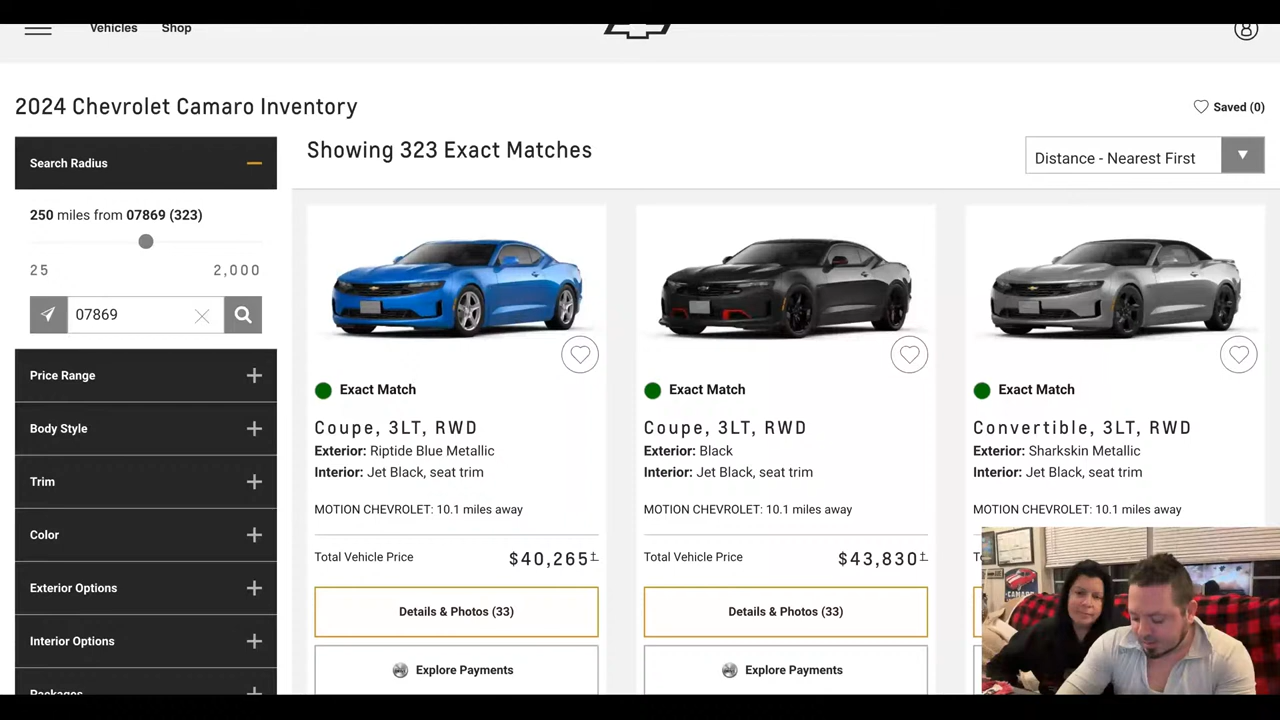 Vehicles
Shop
2024 Chevrolet Camaro Inventory
Saved (0)
Search Radius
250 miles from 07869 (323)
25
2,000
07869
Price Range
Body Style
Trim
Color
Exterior Options
Interior Options
Packages
Showing 323 Exact Matches
Distance - Nearest First
Exact Match
Coupe, 3LT, RWD
Exterior: Riptide Blue Metallic
Interior: Jet Black, seat trim
MOTION CHEVROLET: 10.1 miles away
Total Vehicle Price
$40,265†
Details & Photos (33)
Explore Payments
Exact Match
Coupe, 3LT, RWD
Exterior: Black
Interior: Jet Black, seat trim
MOTION CHEVROLET: 10.1 miles away
Total Vehicle Price
$43,830†
Details & Photos (33)
Explore Payments
Exact Match
Convertible, 3LT, RWD
Exterior: Sharkskin Metallic
Interior: Jet Black, seat trim
MOTION CHEVROLET: 10.1 miles away
CAMARO